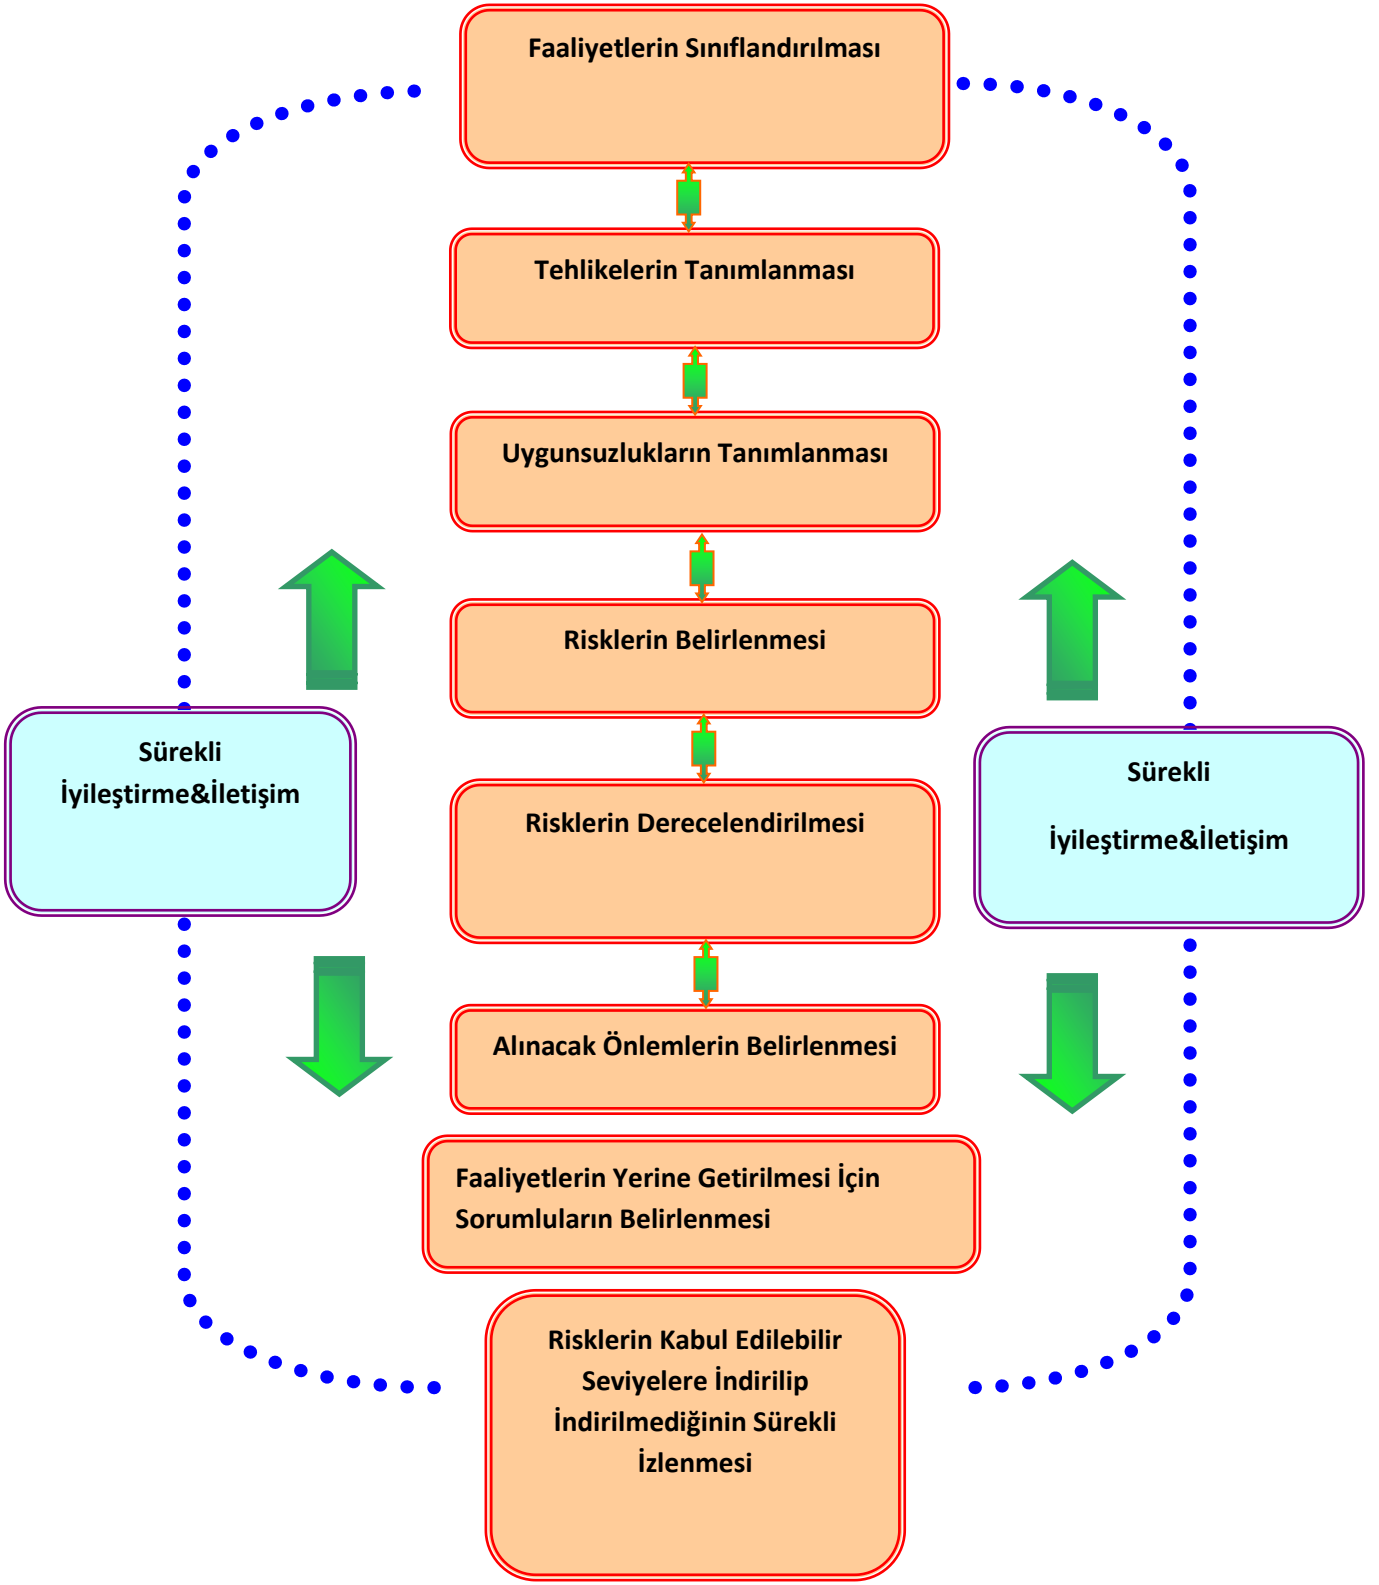 Faaliyetlerin Sınıflandırılması
Tehlikelerin Tanımlanması
Uygunsuzlukların Tanımlanması
Risklerin Belirlenmesi
Sürekli
İyileştirme&İletişim
Sürekli
İyileştirme&İletişim
Risklerin Derecelendirilmesi
Alınacak Önlemlerin Belirlenmesi
Faaliyetlerin Yerine Getirilmesi İçin
Sorumluların Belirlenmesi
Risklerin Kabul Edilebilir
Seviyelere İndirilip
İndirilmediğinin Sürekli
İzlenmesi